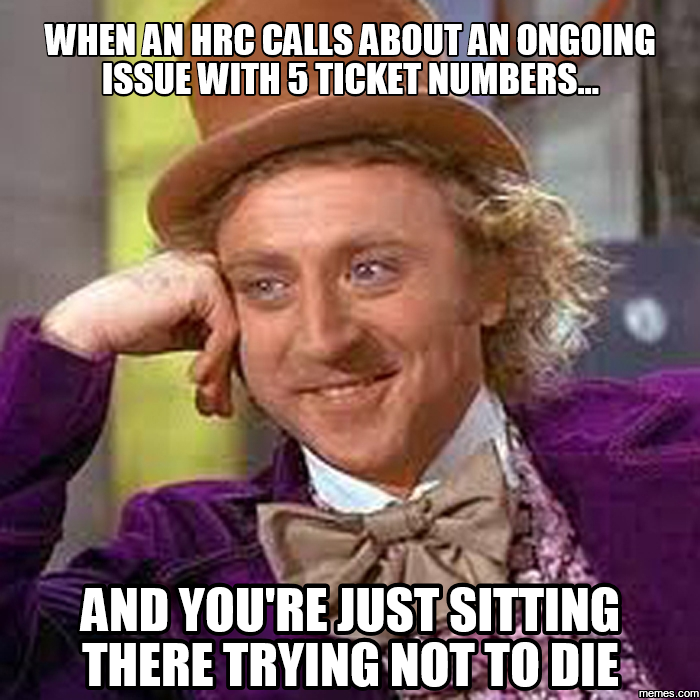 WHEN AN HRC CALLS ABOUT AN ONGOING
ISSUE WITH 5 TICKET NUMBERS...
AND YOU'RE JUST SITTING
THERE TRYING NOT TO DIE
memes.com